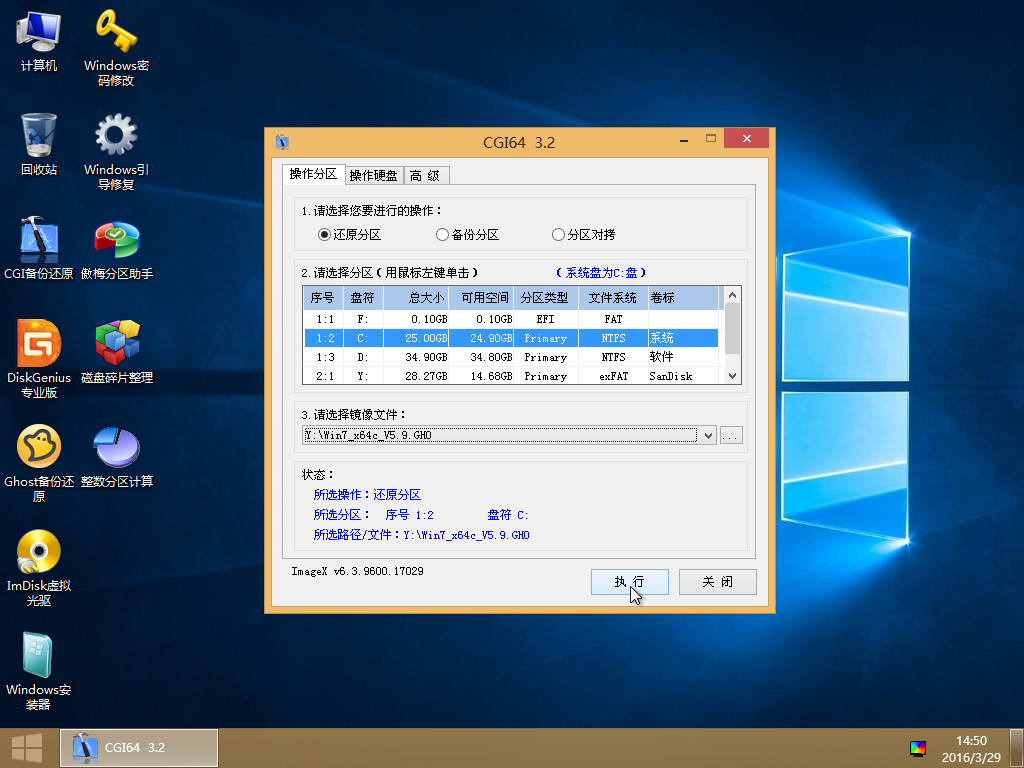 计算机
Windows密
码修改
回收站
Windows引
导修复
CGI备份还原
傲梅分区助手
DiskGenius
专业版
磁盘碎片整理
Ghost备份还
原
整数分区计算
ImDisk虚拟
光驱
Windows安
装器
CGI64 3.2
操作分区 操作硬盘 高 级
1.请选择您要进行的操作：
还原分区 备份分区 分区对拷
2.请选择分区（用鼠标左键单击） （系统盘为C:盘）
序号 盘符 总大小 可用空间 分区类型 文件系统 卷标
1:1 F: 0.10GB 0.10GB EFI FAT
1:2 C: 25.00GB 24.90GB Primary NTFS 系统
1:3 D: 34.90GB 34.80GB Primary NTFS 软件
2:1 Y: 28.27GB 14.68GB Primary exFAT SanDisk
3.请选择镜像文件：
Y:\Win7_x64c_V5.9.GHO ...
状态：
所选操作：还原分区
所选分区： 序号 1:2 盘符 C:
所选路径/文件：Y:\Win7_x64c_V5.9.GHO
ImageX v6.3.9600.17029
执 行 关 闭
CGI64 3.2
14:50
2016/3/29